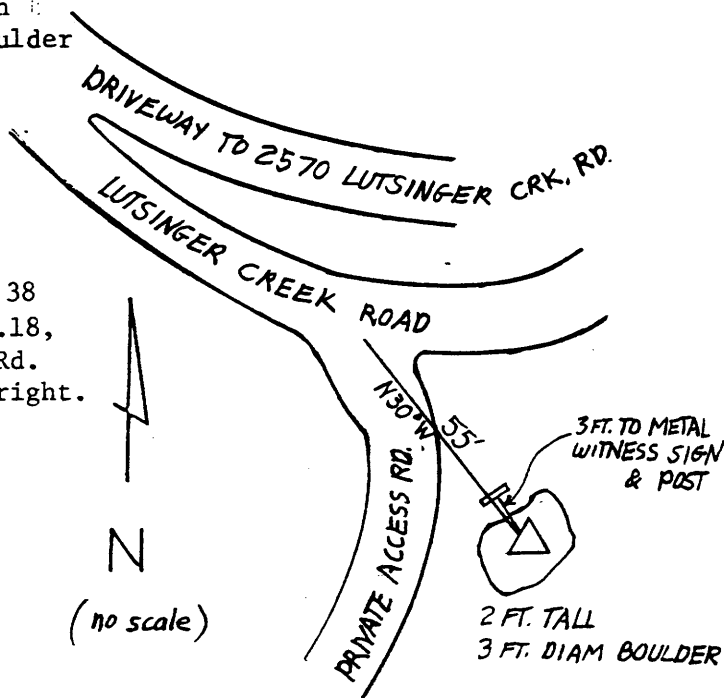 n
ulder
DRIVEWAY TO 2570 LUTSINGER CRK, RD.
LUTSINGER CREEK ROAD
38
.18,
Rd.
right.
N30°W
55'
3 FT. TO METAL
WITNESS SIGN
& POST
PRIVATE ACCESS RD.
N
(no scale)
2 FT. TALL
3 FT. DIAM BOULDER